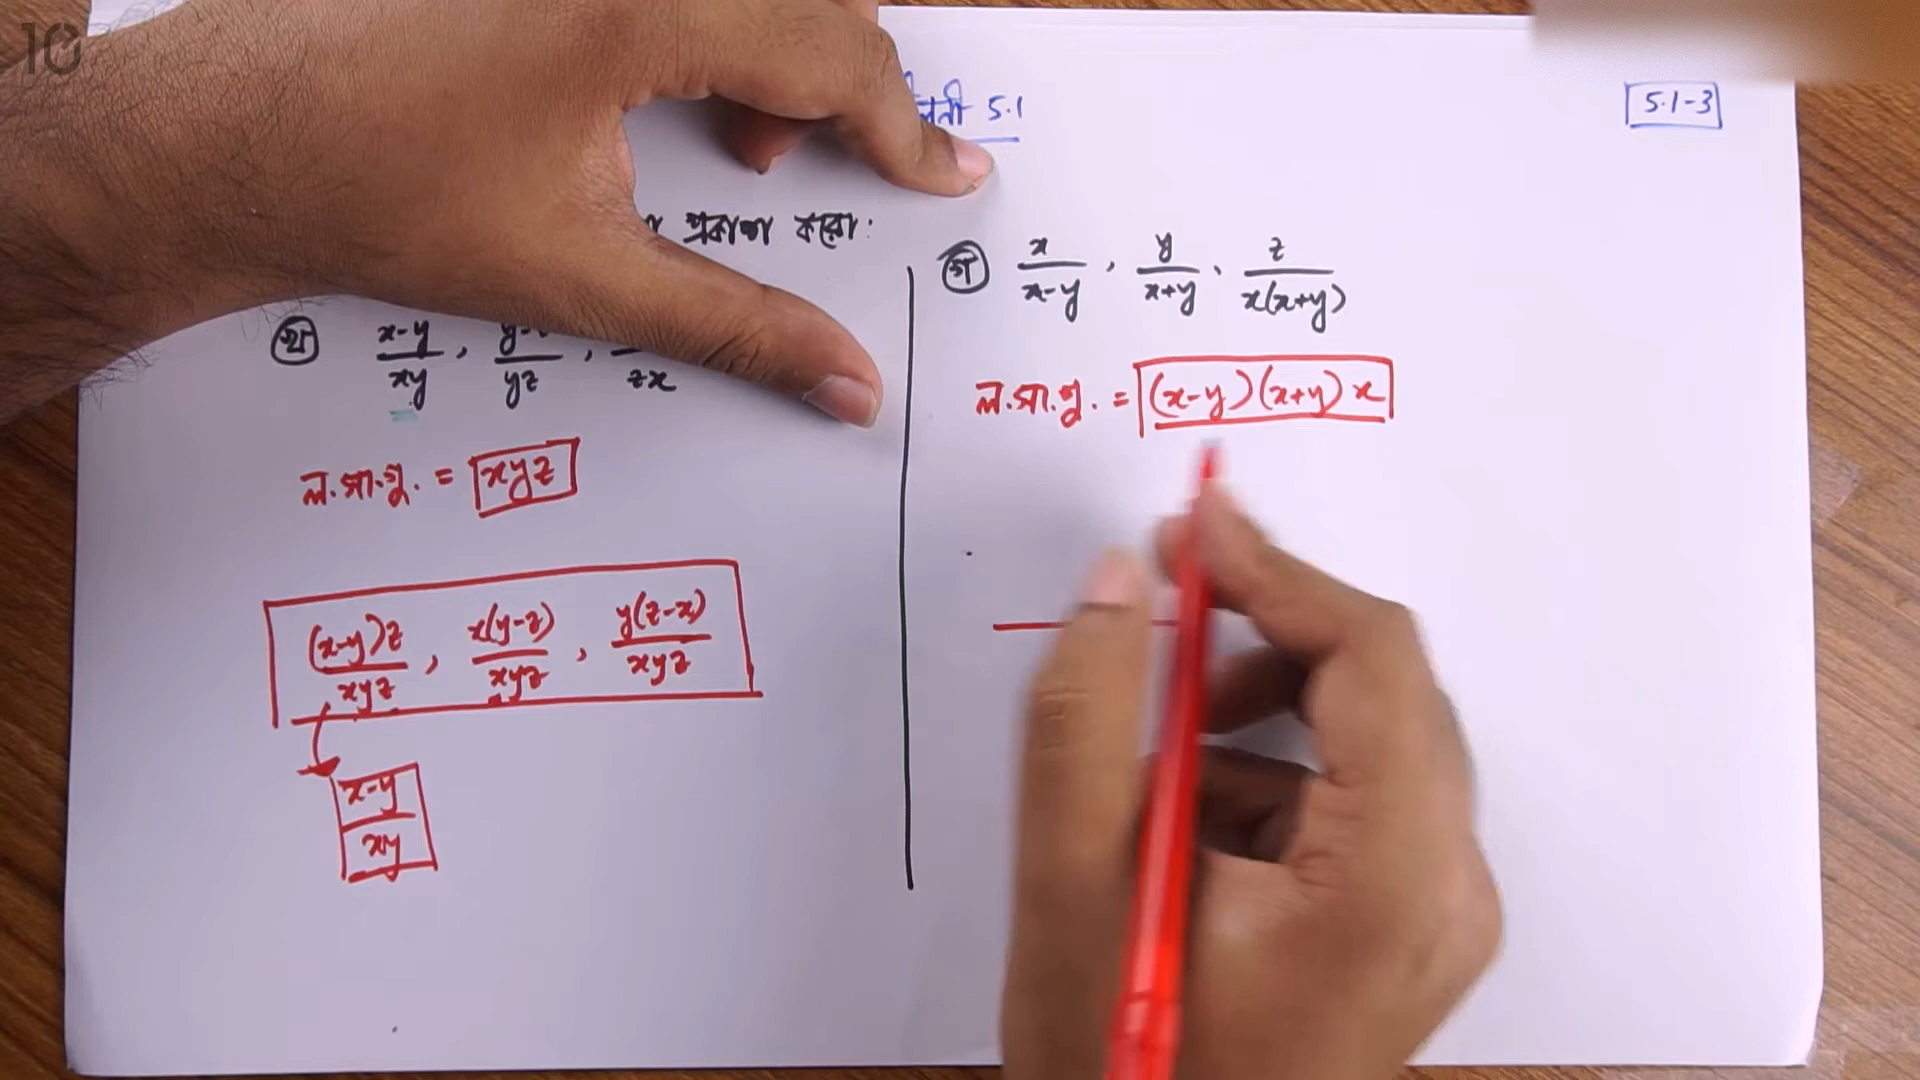 10
5.1
5.1-3
প্রকাশ করো:
খ x-y/xy , yz , zx
ল.সা.গু. = xyz
(x-y)z/xyz , x(y-z)/xyz , y(z-x)/xyz
x-y/xy
গ x/x-y , y/x+y , z/x(x+y)
ল.সা.গু. = (x-y)(x+y)x